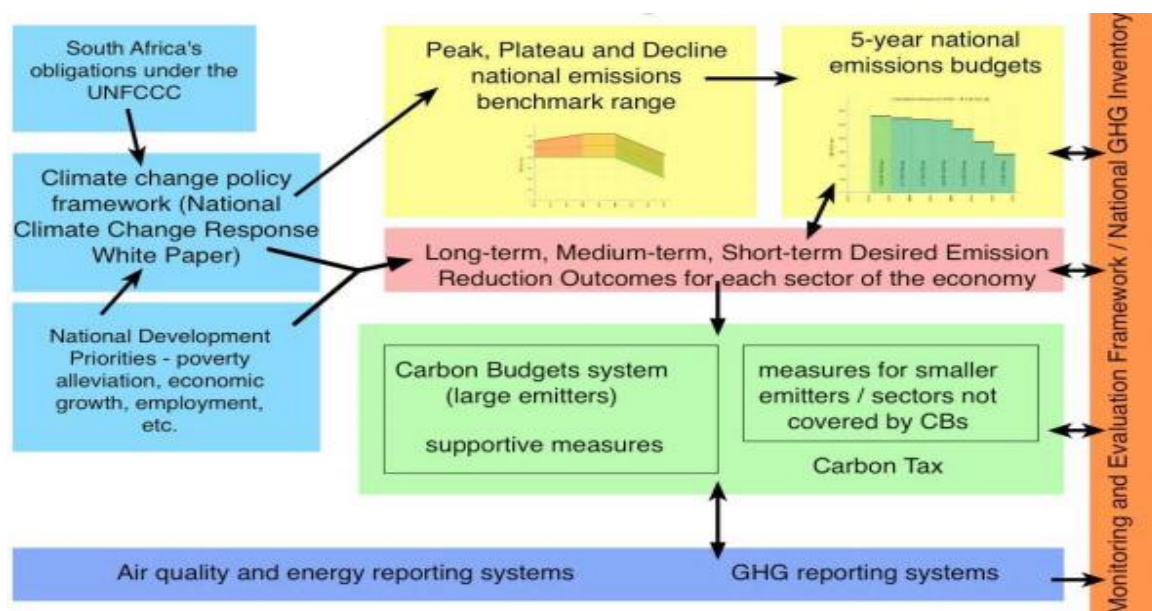 South Africa's
obligations under the
UNFCCC
Climate change policy
framework (National
Climate Change Response
White Paper)
National Development
Priorities - poverty
alleviation, economic
growth, employment,
etc.
Peak, Plateau and Decline
national emissions
benchmark range
5-year national
emissions budgets
Long-term, Medium-term, Short-term Desired Emission
Reduction Outcomes for each sector of the economy
Carbon Budgets system
(large emitters)
supportive measures
measures for smaller
emitters / sectors not
covered by CBs
Carbon Tax
Air quality and energy reporting systems
GHG reporting systems
Monitoring and Evaluation Framework / National GHG Inventory